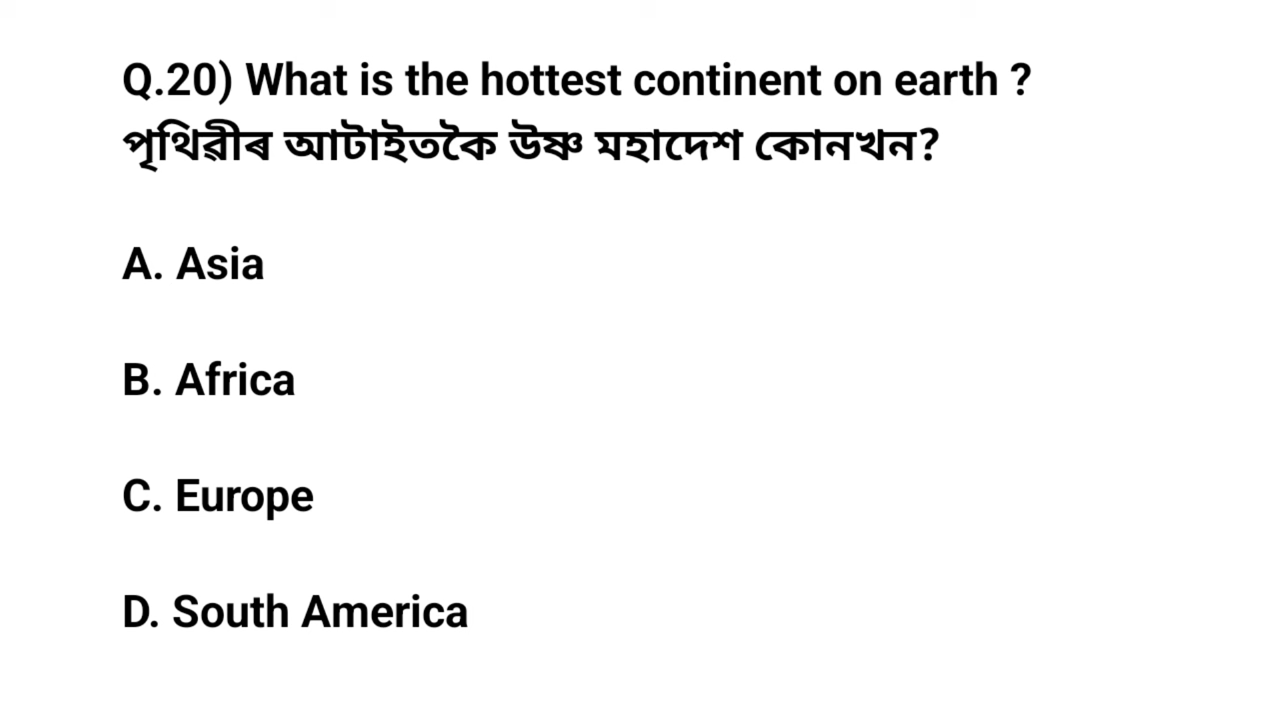 Q.20) What is the hottest continent on earth ?
পৃথিৱীৰ আটাইতকৈ উষ্ণ মহাদেশ কোনখন?
A. Asia
B. Africa
C. Europe
D. South America